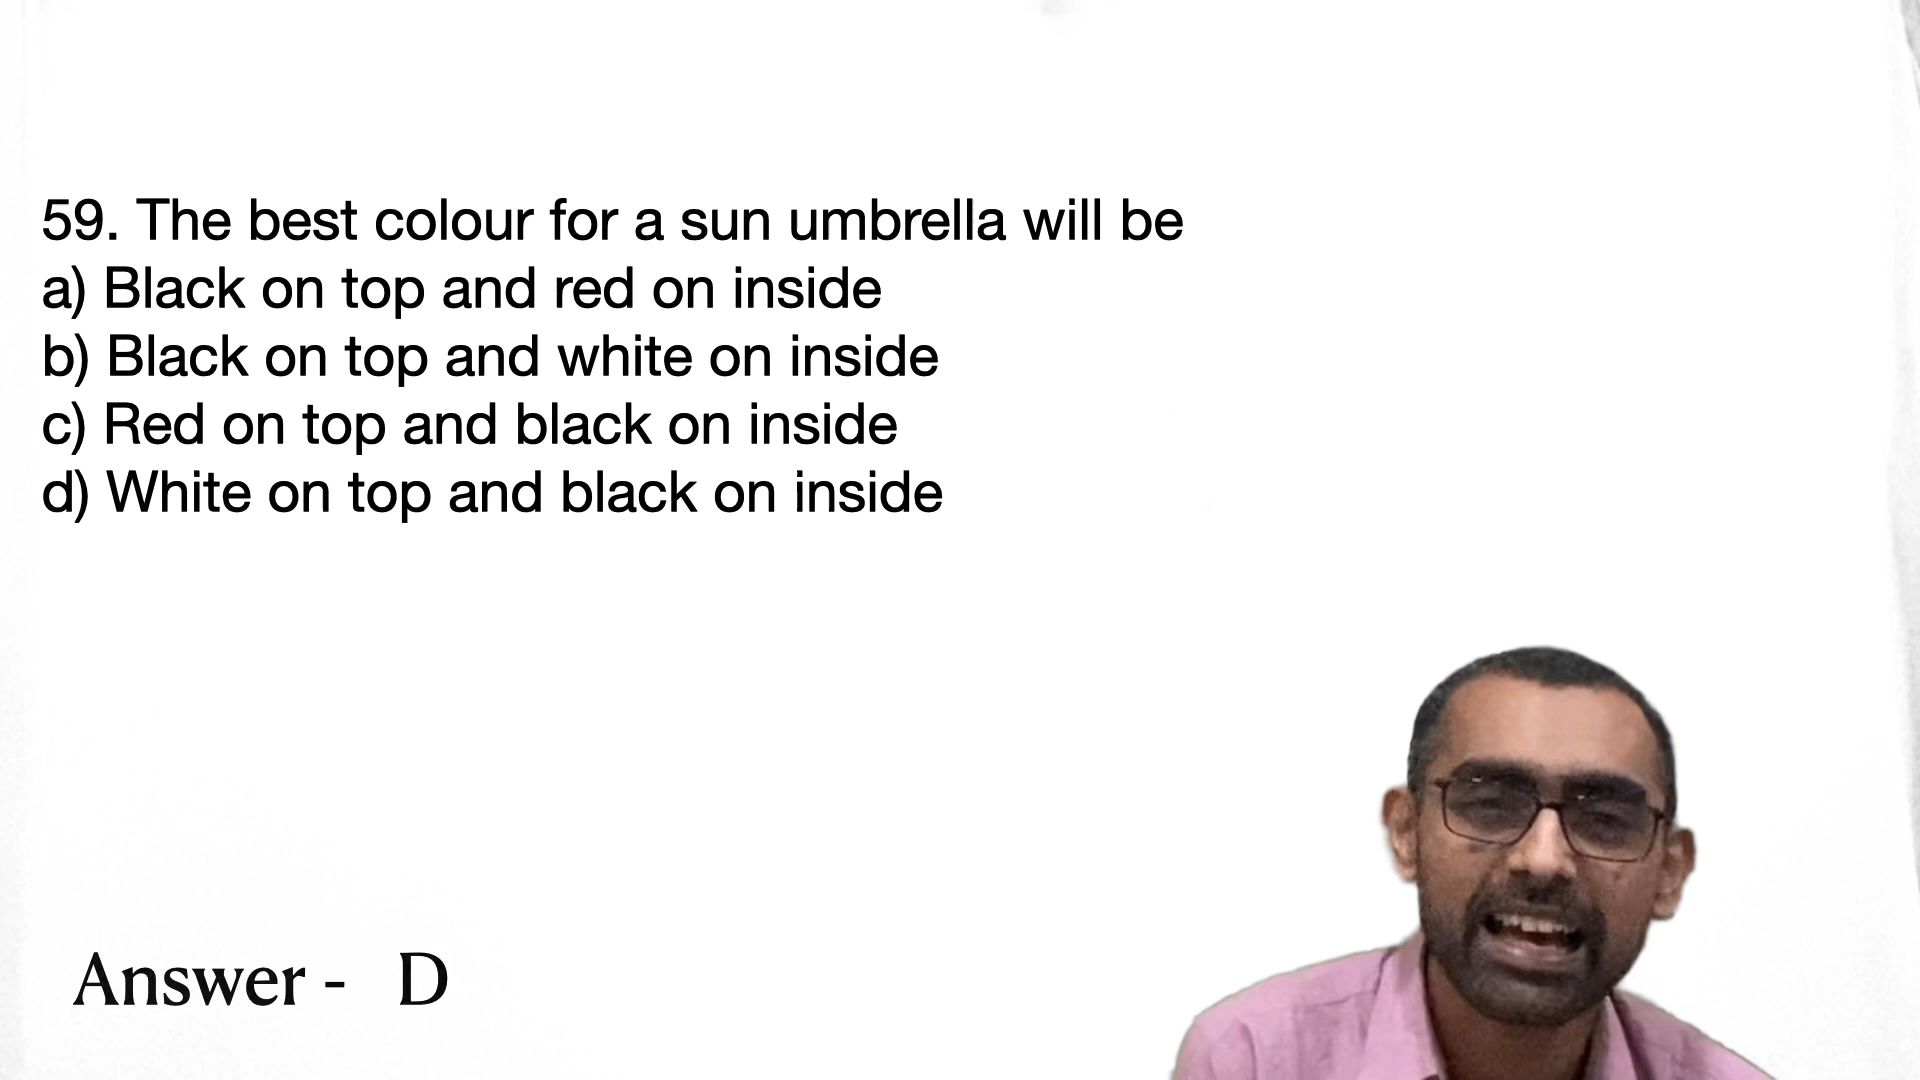 59. The best colour for a sun umbrella will be
a) Black on top and red on inside
b) Black on top and white on inside
c) Red on top and black on inside
d) White on top and black on inside
Answer - D